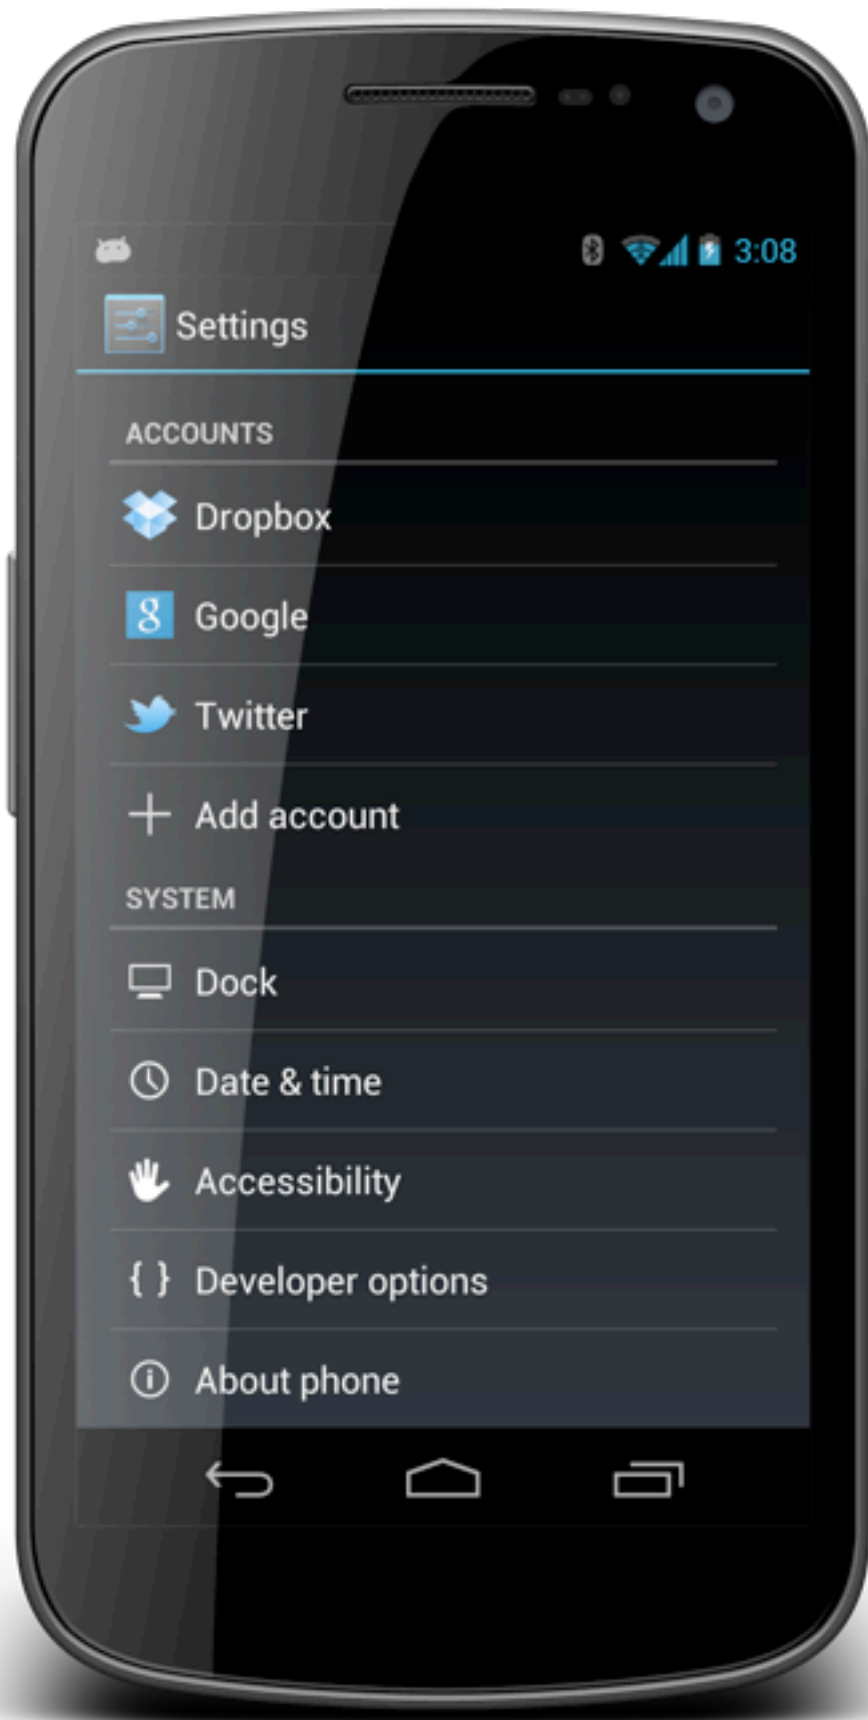 3:08
Settings
ACCOUNTS
Dropbox
Google
Twitter
Add account
SYSTEM
Dock
Date & time
Accessibility
{ } Developer options
About phone